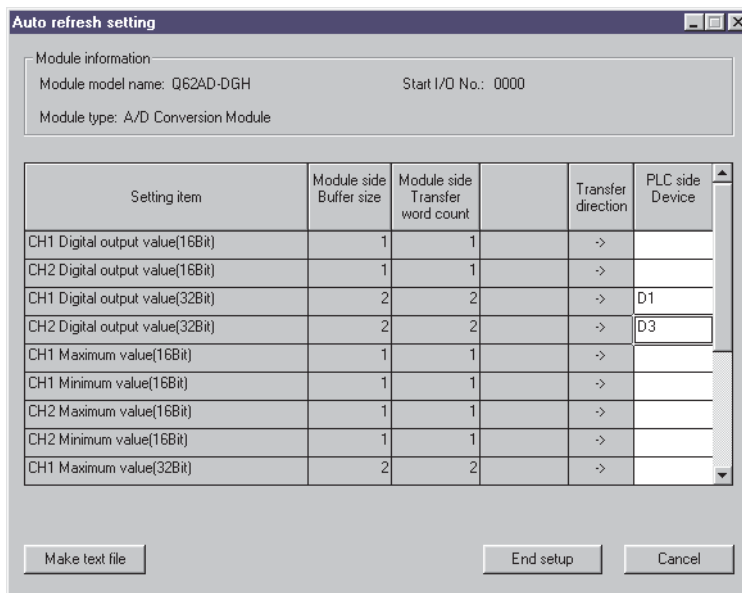 Auto refresh setting
Module information
Module model name: Q62AD-DGH Start I/O No.: 0000
Module type: A/D Conversion Module
Setting item
Module side
Buffer size
Module side
Transfer
word count
Transfer
direction
PLC side
Device
CH1 Digital output value(16Bit) 1 1 ->
CH2 Digital output value(16Bit) 1 1 ->
CH1 Digital output value(32Bit) 2 2 -> D1
CH2 Digital output value(32Bit) 2 2 -> D3
CH1 Maximum value(16Bit) 1 1 ->
CH1 Minimum value(16Bit) 1 1 ->
CH2 Maximum value(16Bit) 1 1 ->
CH2 Minimum value(16Bit) 1 1 ->
CH1 Maximum value(32Bit) 2 2 ->
Make text file End setup Cancel